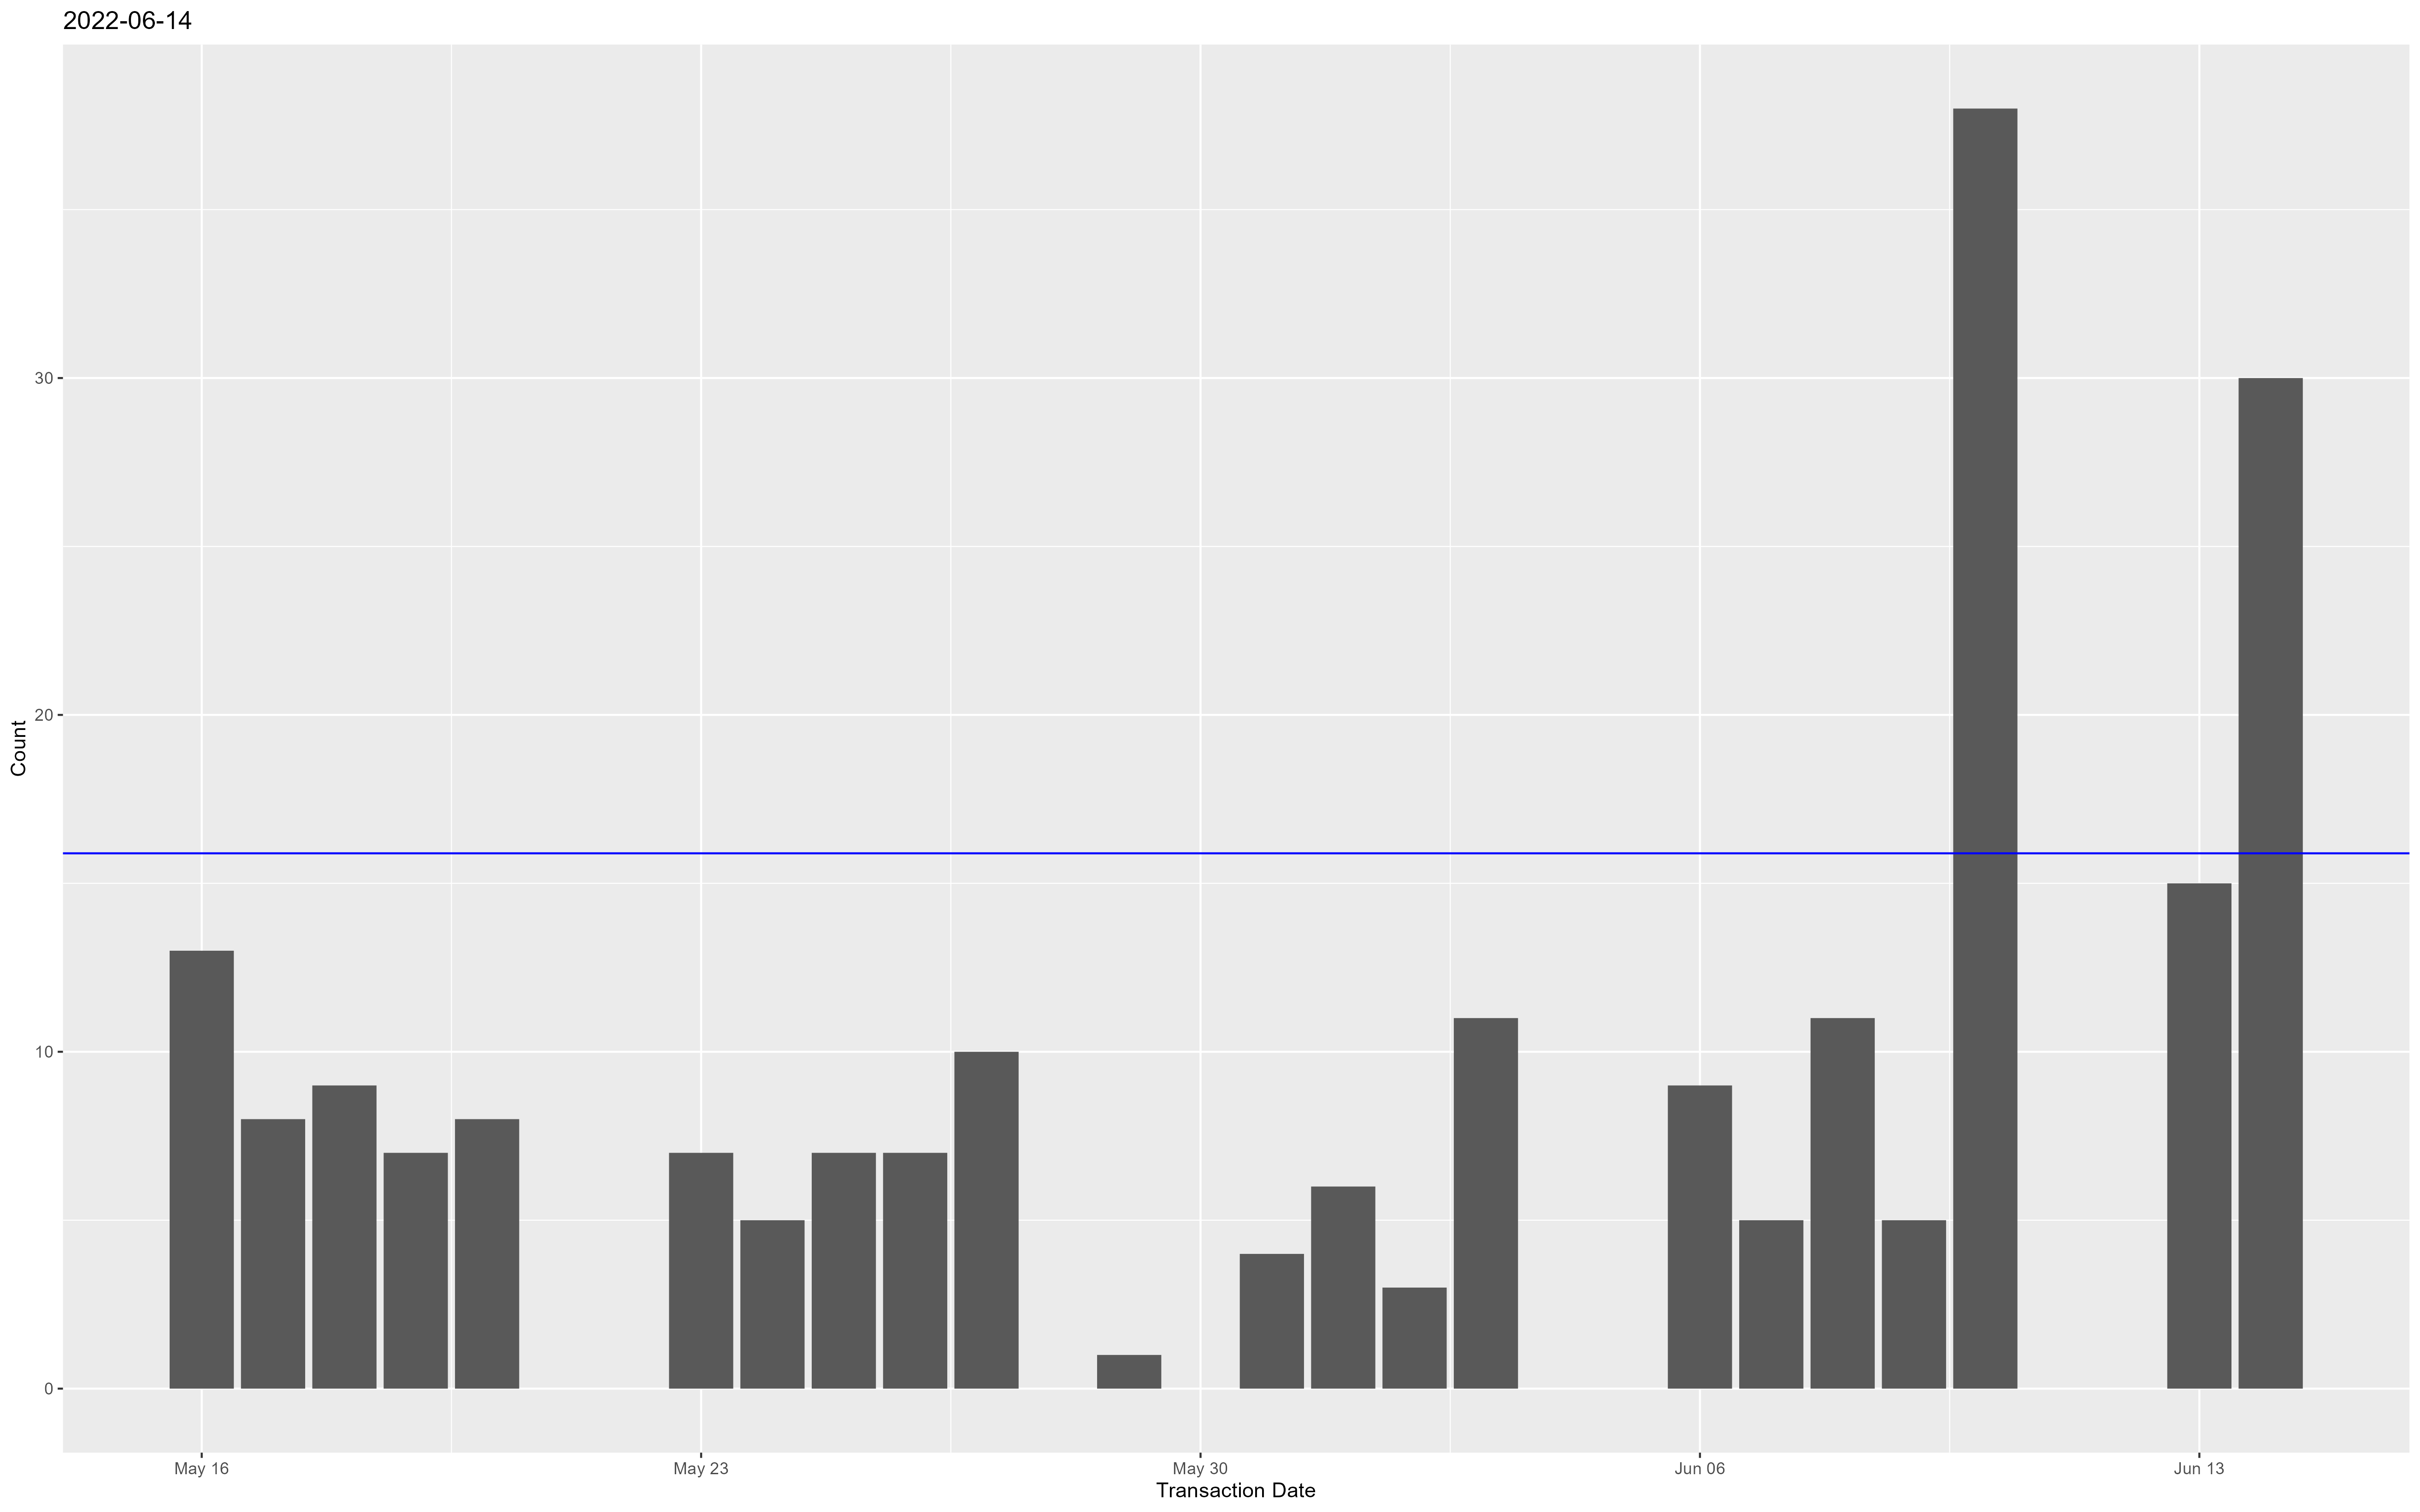 2022-06-14
Count
30
20
10
0
May 16
May 23
May 30
Jun 06
Jun 13
Transaction Date